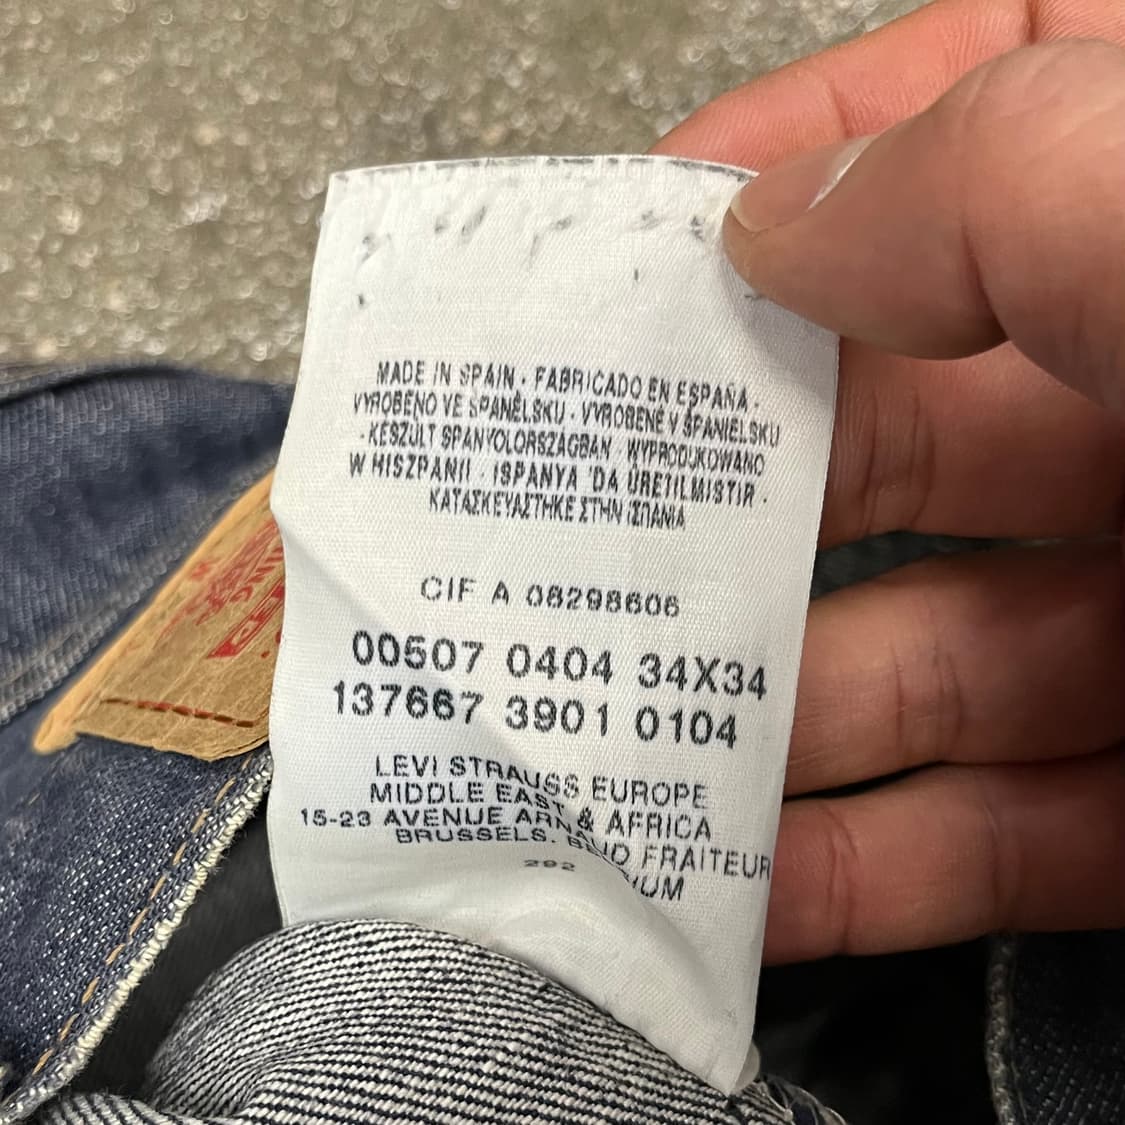 MADE IN SPAIN · FABRICADO EN ESPAÑA ·
VYROBENO VE ŠPANĚLSKU · VYROBENÉ V ŠPANIELSKU
· KÉSZÜLT SPANYOLORSZÁGBAN · WYPRODUKOWANO
W HISZPANII · ISPANYA 'DA ÜRETILMISTIR ·
ΚΑΤΑΣΚΕΥΑΣΤΗΚΕ ΣΤΗΝ ΙΣΠΑΝΙΑ
CIF A 08298606
00507 0404 34X34
137667 3901 0104
LEVI STRAUSS EUROPE
MIDDLE EAST & AFRICA
15-23 AVENUE ARNAUD FRAITEUR
BRUSSELS. BELGIUM
292